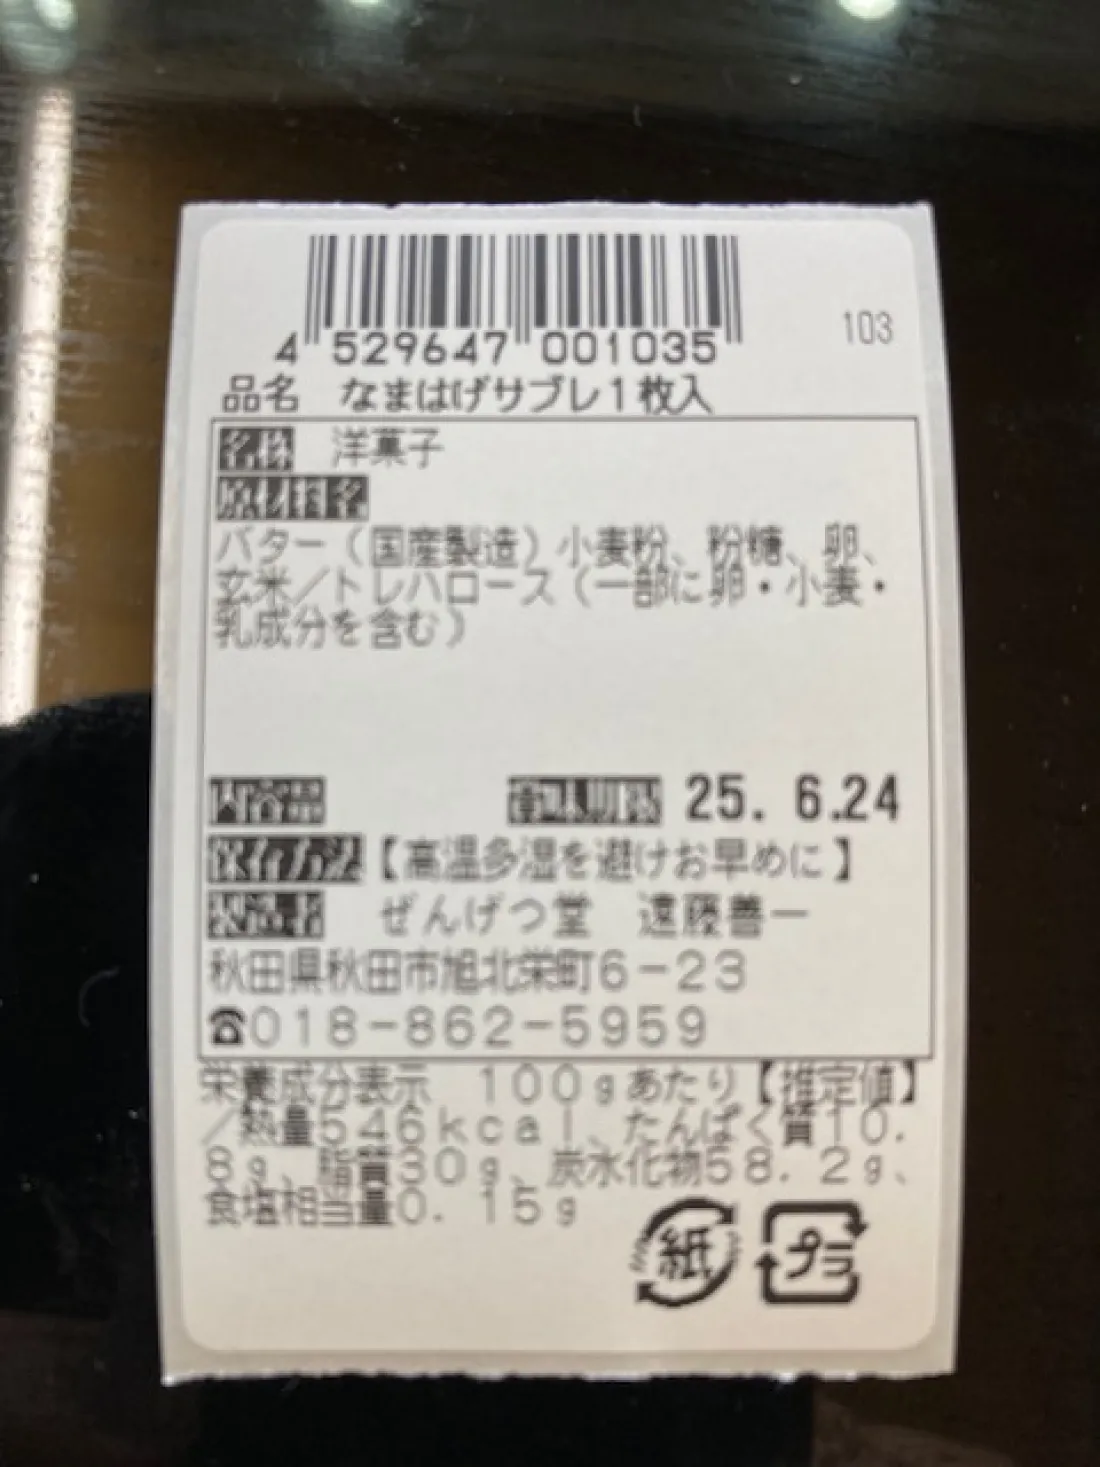 4 529647 001035
103
品名 なまはげサブレ1枚入
名称 洋菓子
原材料名
バター(国産製造)小麦粉、粉糖、卵、
玄米/トレハロース(一部に卵・小麦・
乳成分を含む)
内容量 賞味期限 25. 6.24
保存方法【高温多湿を避けお早めに】
製造者 ぜんげつ堂 遠藤善一
秋田県秋田市旭北栄町6-23
☎018-862-5959
栄養成分表示 100gあたり【推定値】
/熱量546kcal、たんぱく質10.
8g、脂質30g、炭水化物58.2g、
食塩相当量0.15g
紙 プラ